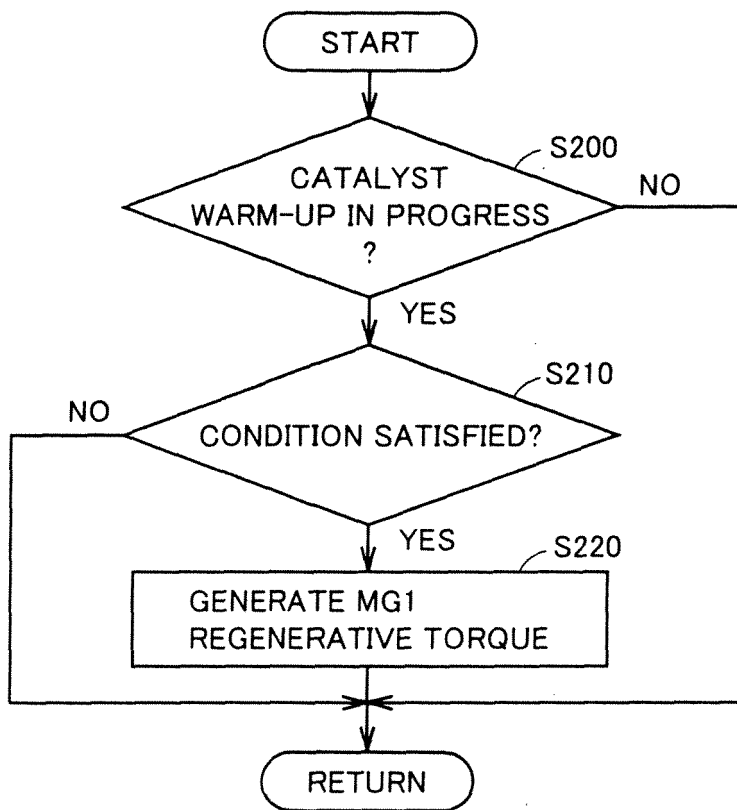 START
S200
CATALYST
WARM-UP IN PROGRESS
?
NO
YES
S210
NO
CONDITION SATISFIED?
YES
S220
GENERATE MG1
REGENERATIVE TORQUE
RETURN